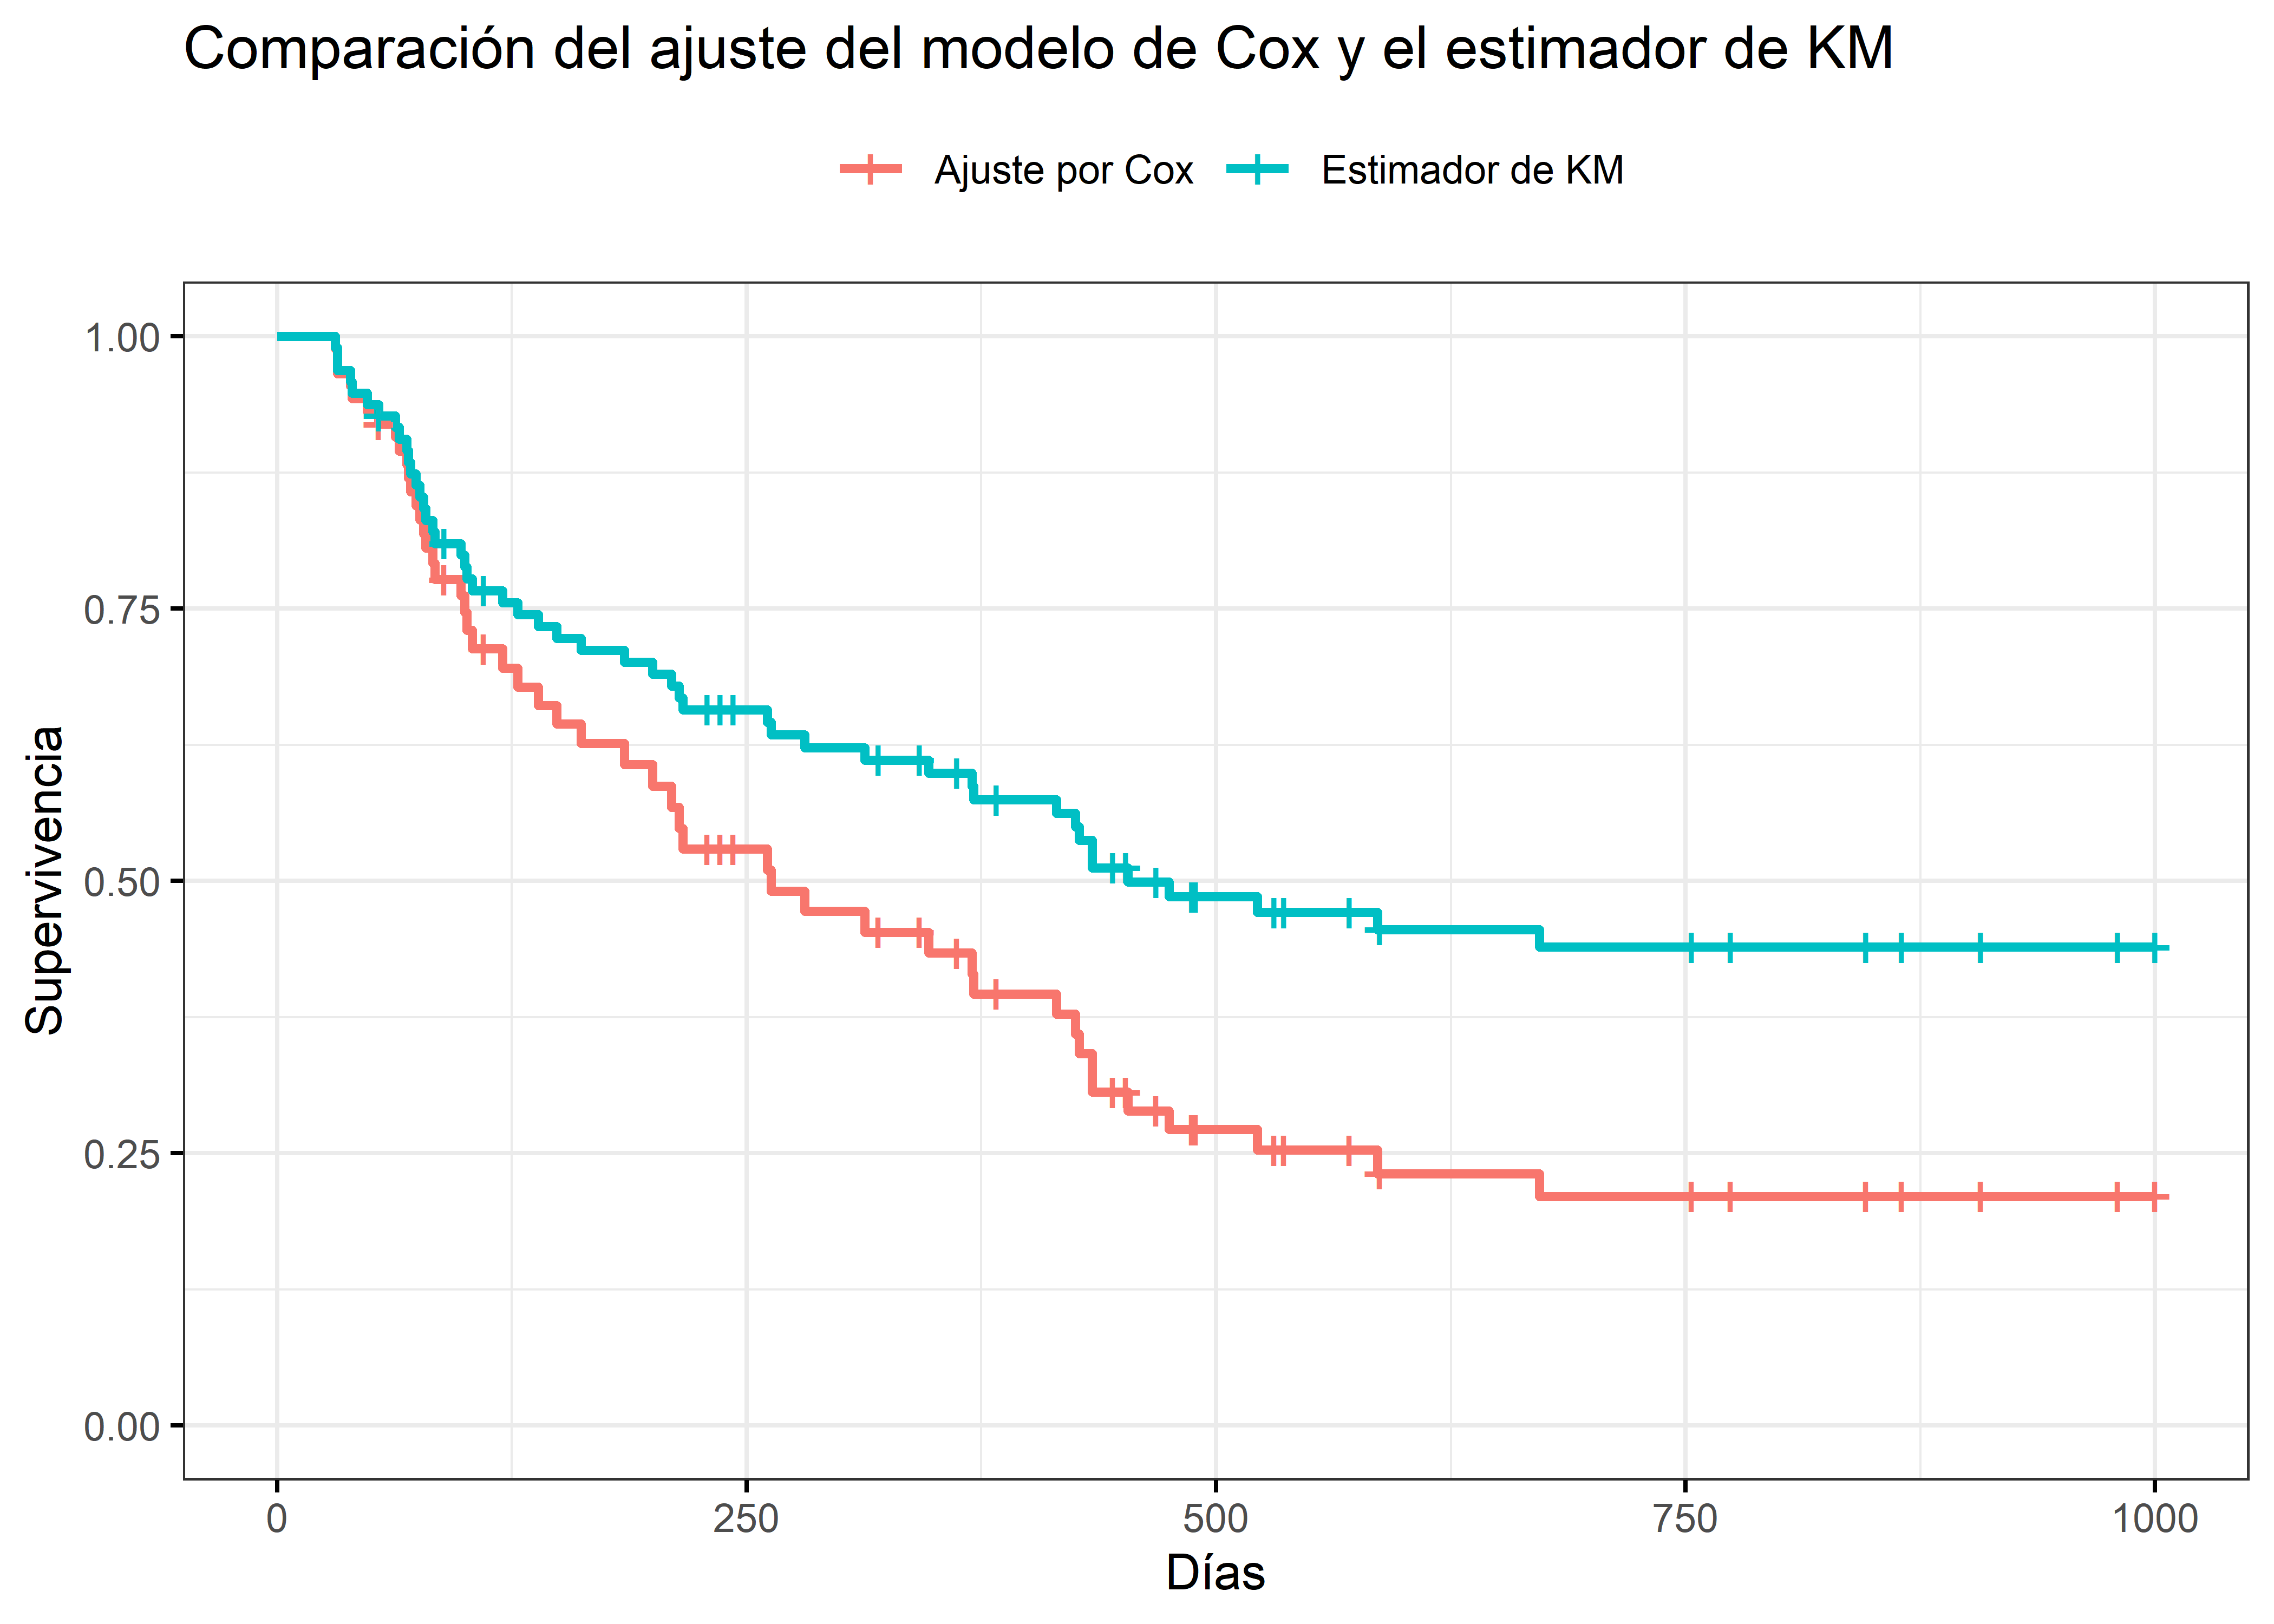 Comparación del ajuste del modelo de Cox y el estimador de KM
Ajuste por Cox Estimador de KM
1.00
0.75
0.50
0.25
0.00
Supervivencia
0 250 500 750 1000
Días